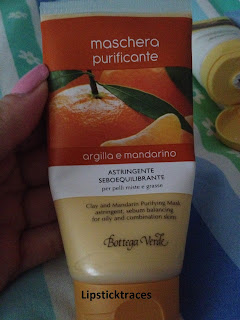 maschera
purificante
argilla e mandarino
ASTRINGENTE
SEBOEQUILIBRANTE
per pelli miste e grasse
Clay and Mandarin Purifying Mask
astringent, sebum balancing
for oily and combination skins
Bottega Verde
Lipsticktraces